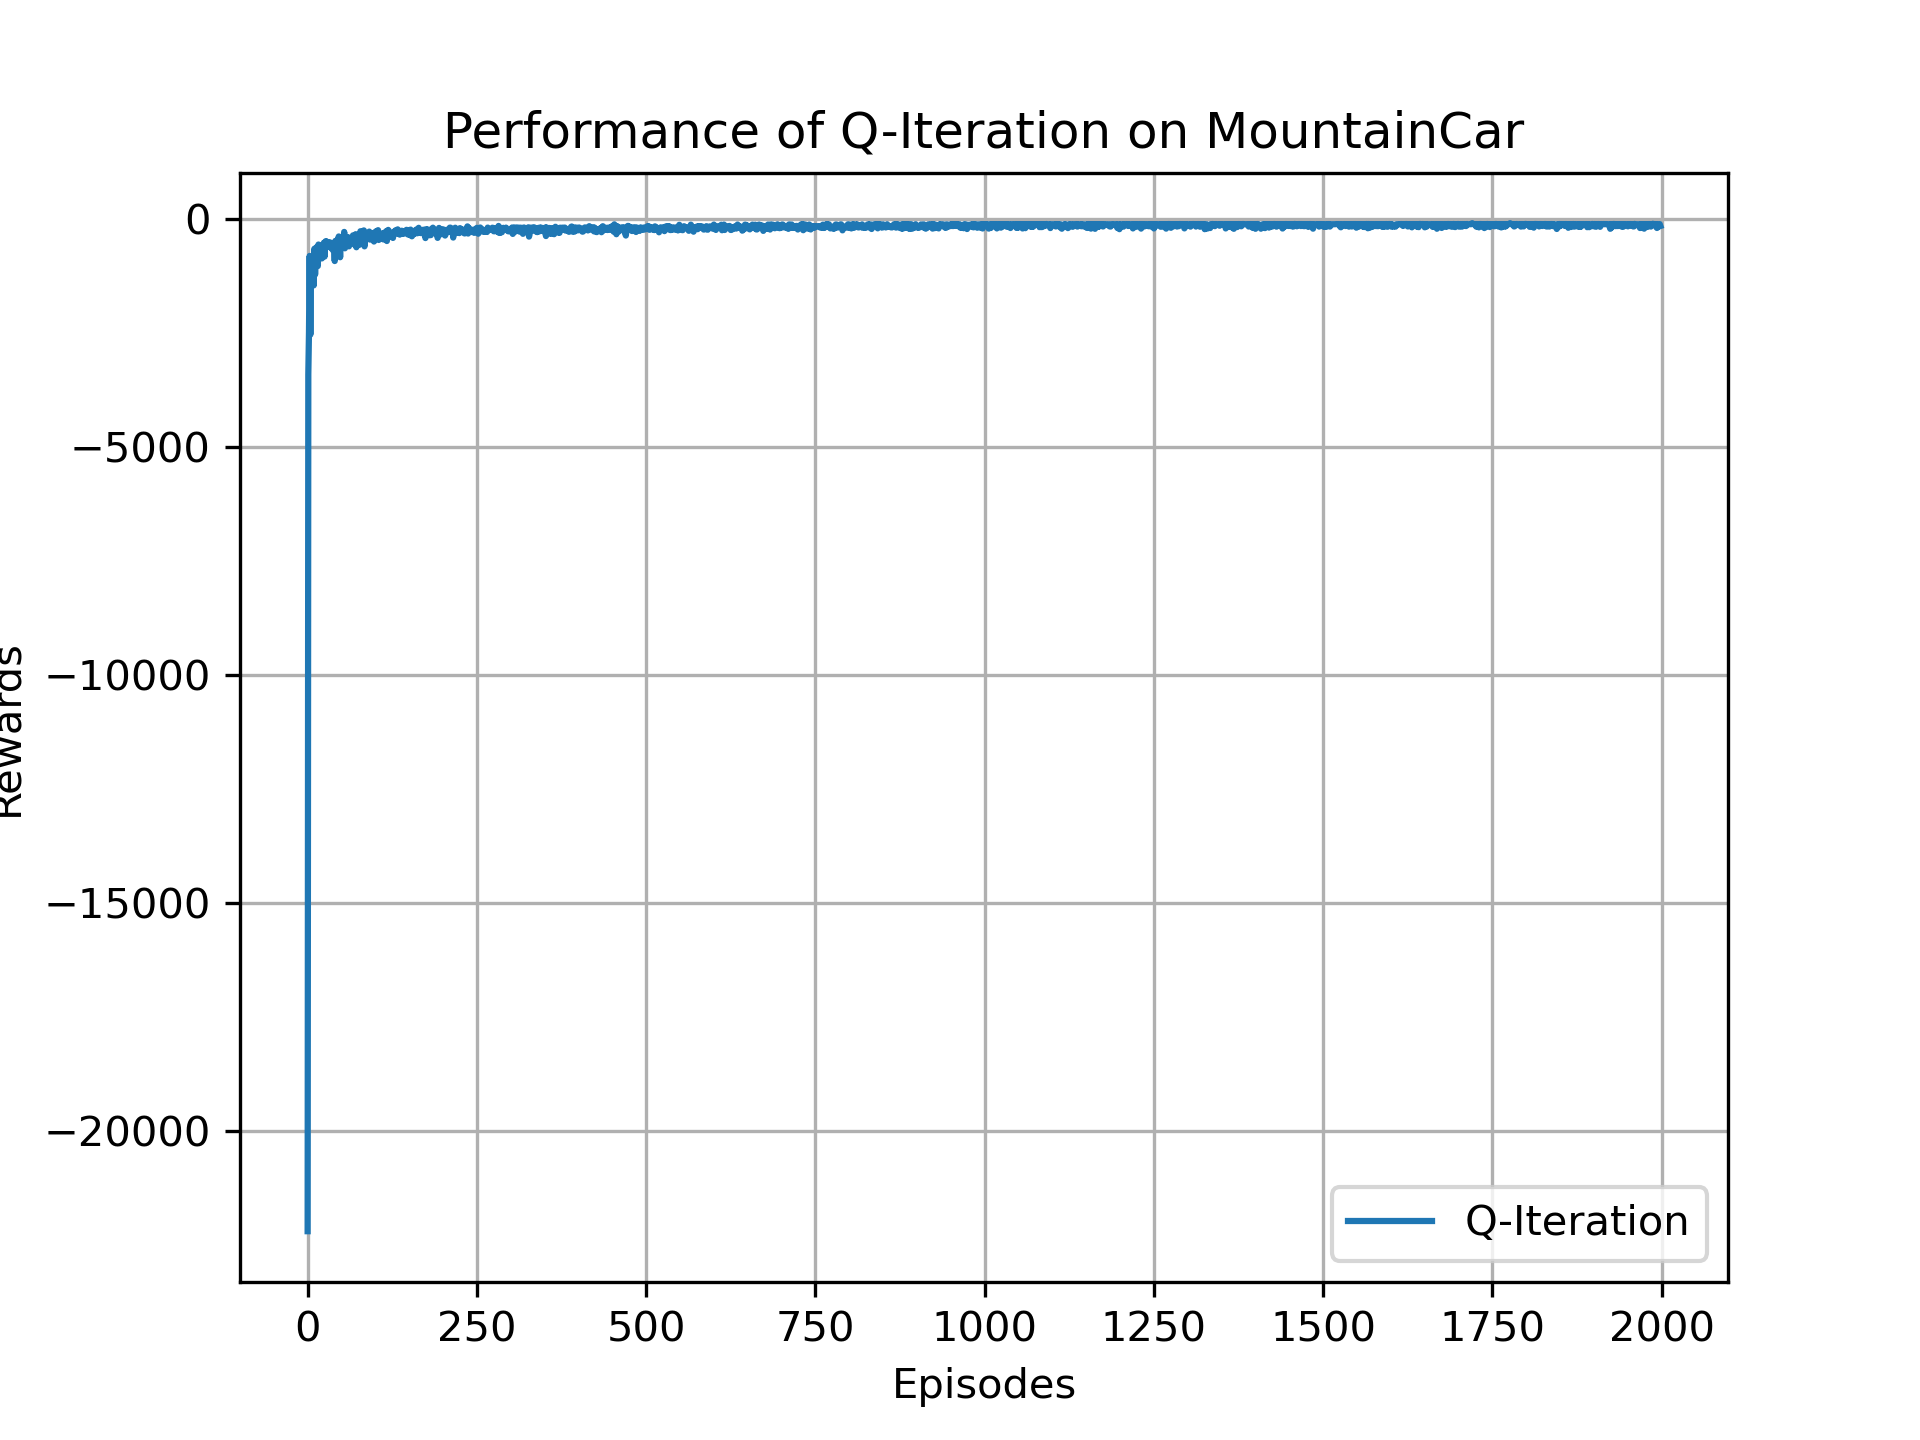 Performance of Q-Iteration on MountainCar
0
−5000
−10000
−15000
−20000
Rewards
Q-Iteration
0 250 500 750 1000 1250 1500 1750 2000
Episodes